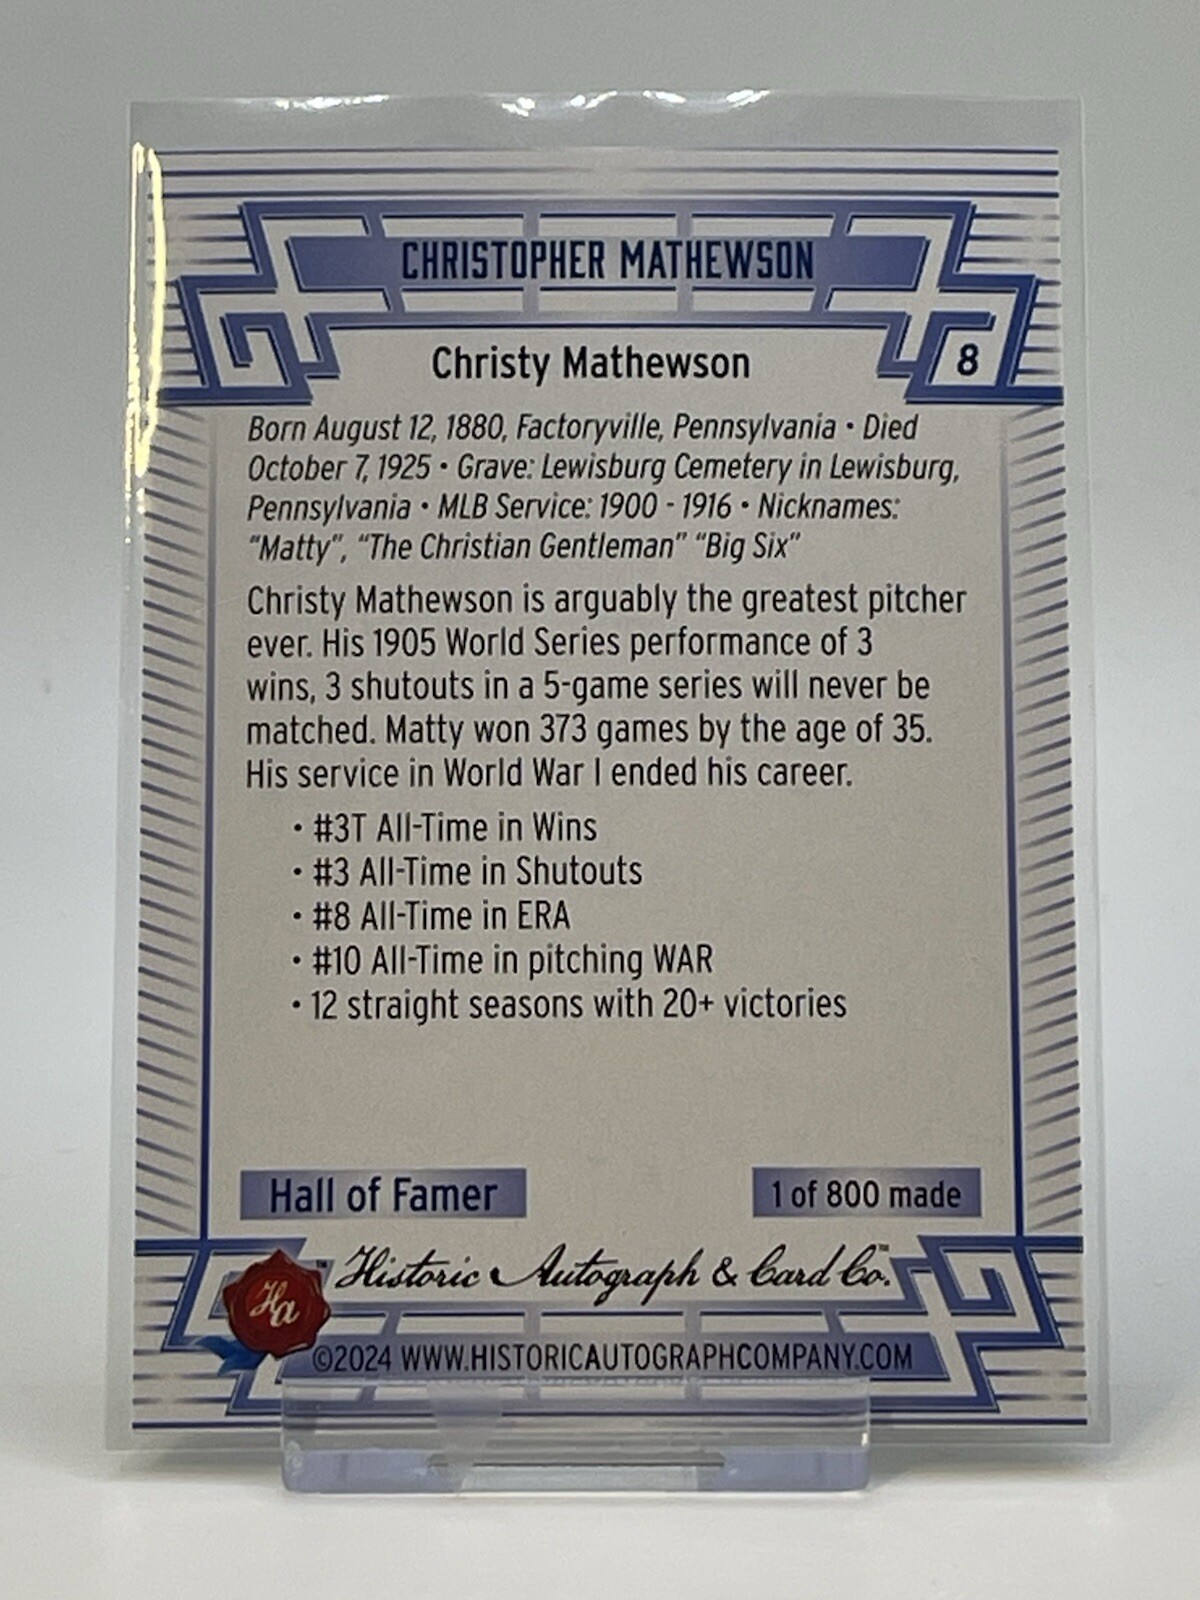 CHRISTOPHER MATHEWSON
Christy Mathewson
8
Born August 12, 1880, Factoryville, Pennsylvania • Died
October 7, 1925 • Grave: Lewisburg Cemetery in Lewisburg,
Pennsylvania • MLB Service: 1900 - 1916 • Nicknames:
“Matty”, “The Christian Gentleman” “Big Six”
Christy Mathewson is arguably the greatest pitcher
ever. His 1905 World Series performance of 3
wins, 3 shutouts in a 5-game series will never be
matched. Matty won 373 games by the age of 35.
His service in World War I ended his career.
• #3T All-Time in Wins
• #3 All-Time in Shutouts
• #8 All-Time in ERA
• #10 All-Time in pitching WAR
• 12 straight seasons with 20+ victories
Hall of Famer
1 of 800 made
Ha
™ Historic Autograph & Card Co.™
©2024 WWW.HISTORICAUTOGRAPHCOMPANY.COM